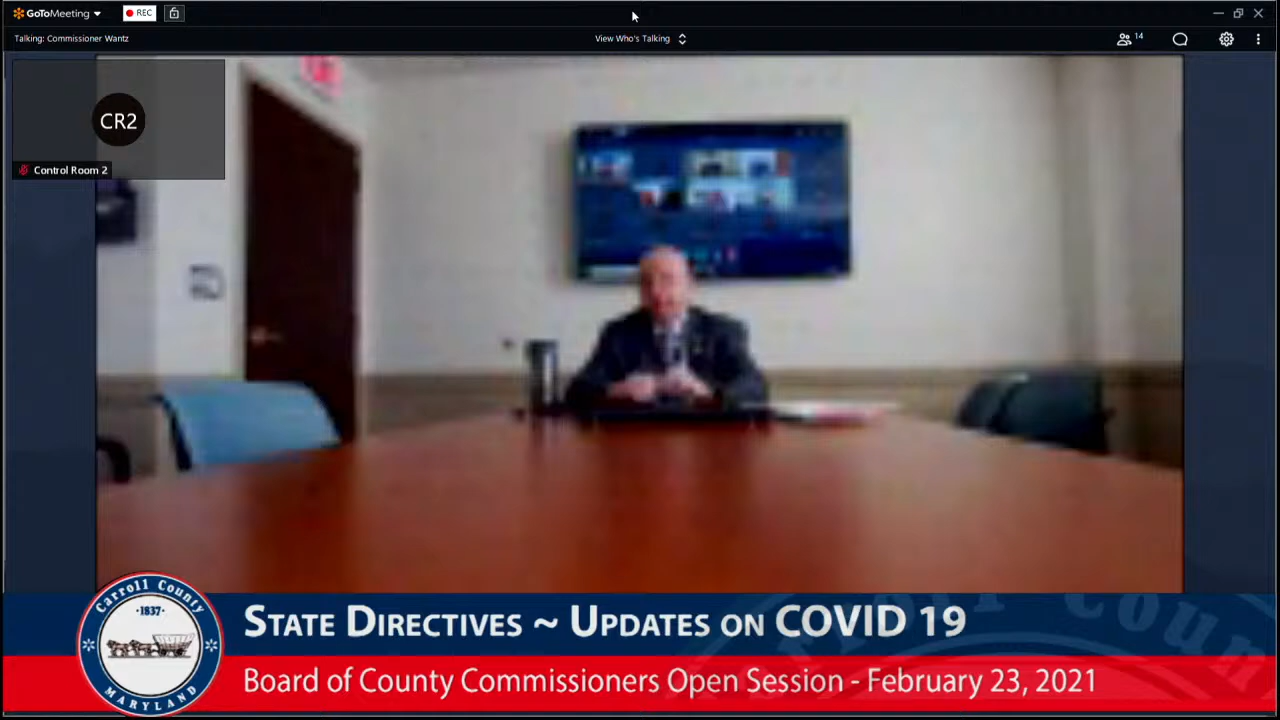 GoToMeeting
REC
Talking: Commissioner Wantz
View Who's Talking
14
CR2
Control Room 2
Carroll County
1837
MARYLAND
STATE DIRECTIVES ~ UPDATES ON COVID 19
Board of County Commissioners Open Session - February 23, 2021